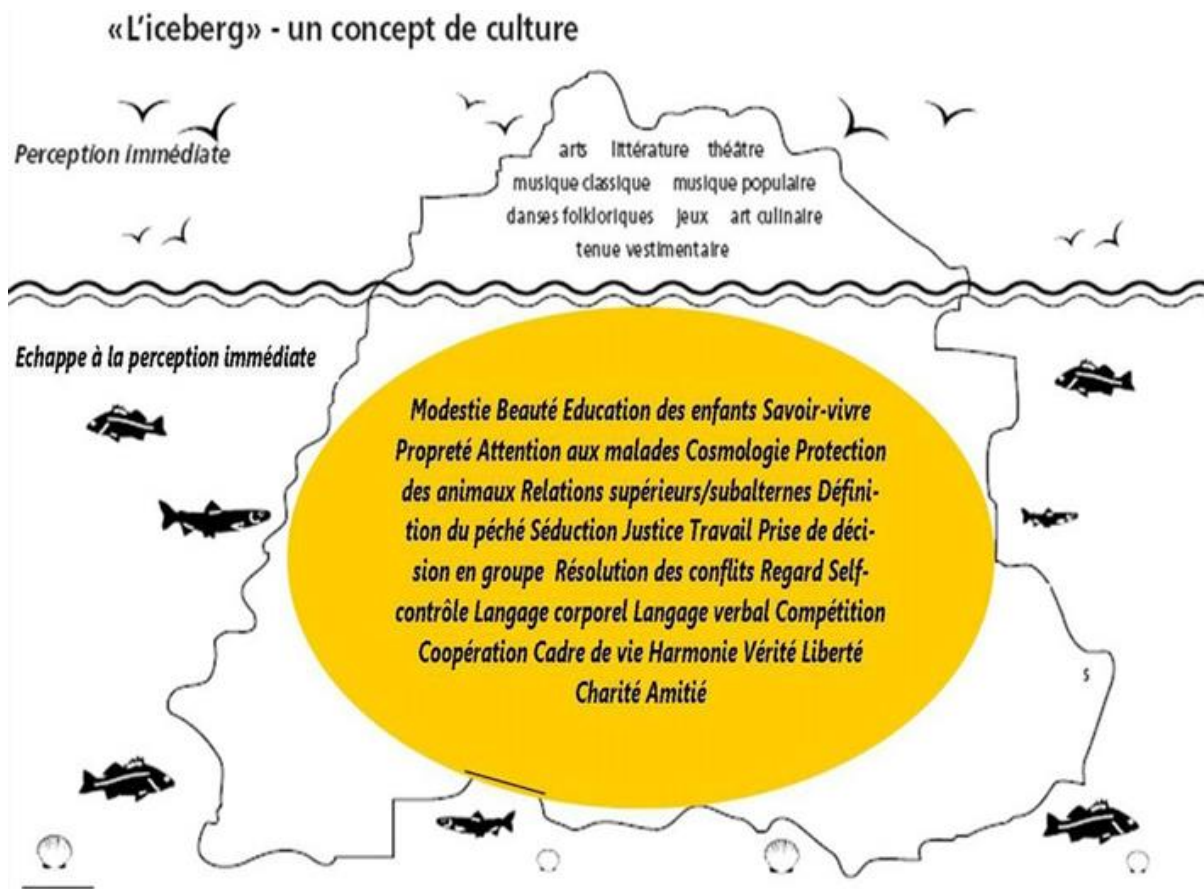 «L'iceberg» - un concept de culture
Perception immédiate
arts littérature théâtre
musique classique musique populaire
danses folkloriques jeux art culinaire
tenue vestimentaire
Echappe à la perception immédiate
Modestie Beauté Education des enfants Savoir-vivre
Propreté Attention aux malades Cosmologie Protection
des animaux Relations supérieurs/subalternes Défini-
tion du péché Séduction Justice Travail Prise de déci-
sion en groupe Résolution des conflits Regard Self-
contrôle Langage corporel Langage verbal Compétition
Coopération Cadre de vie Harmonie Vérité Liberté
Charité Amitié
s